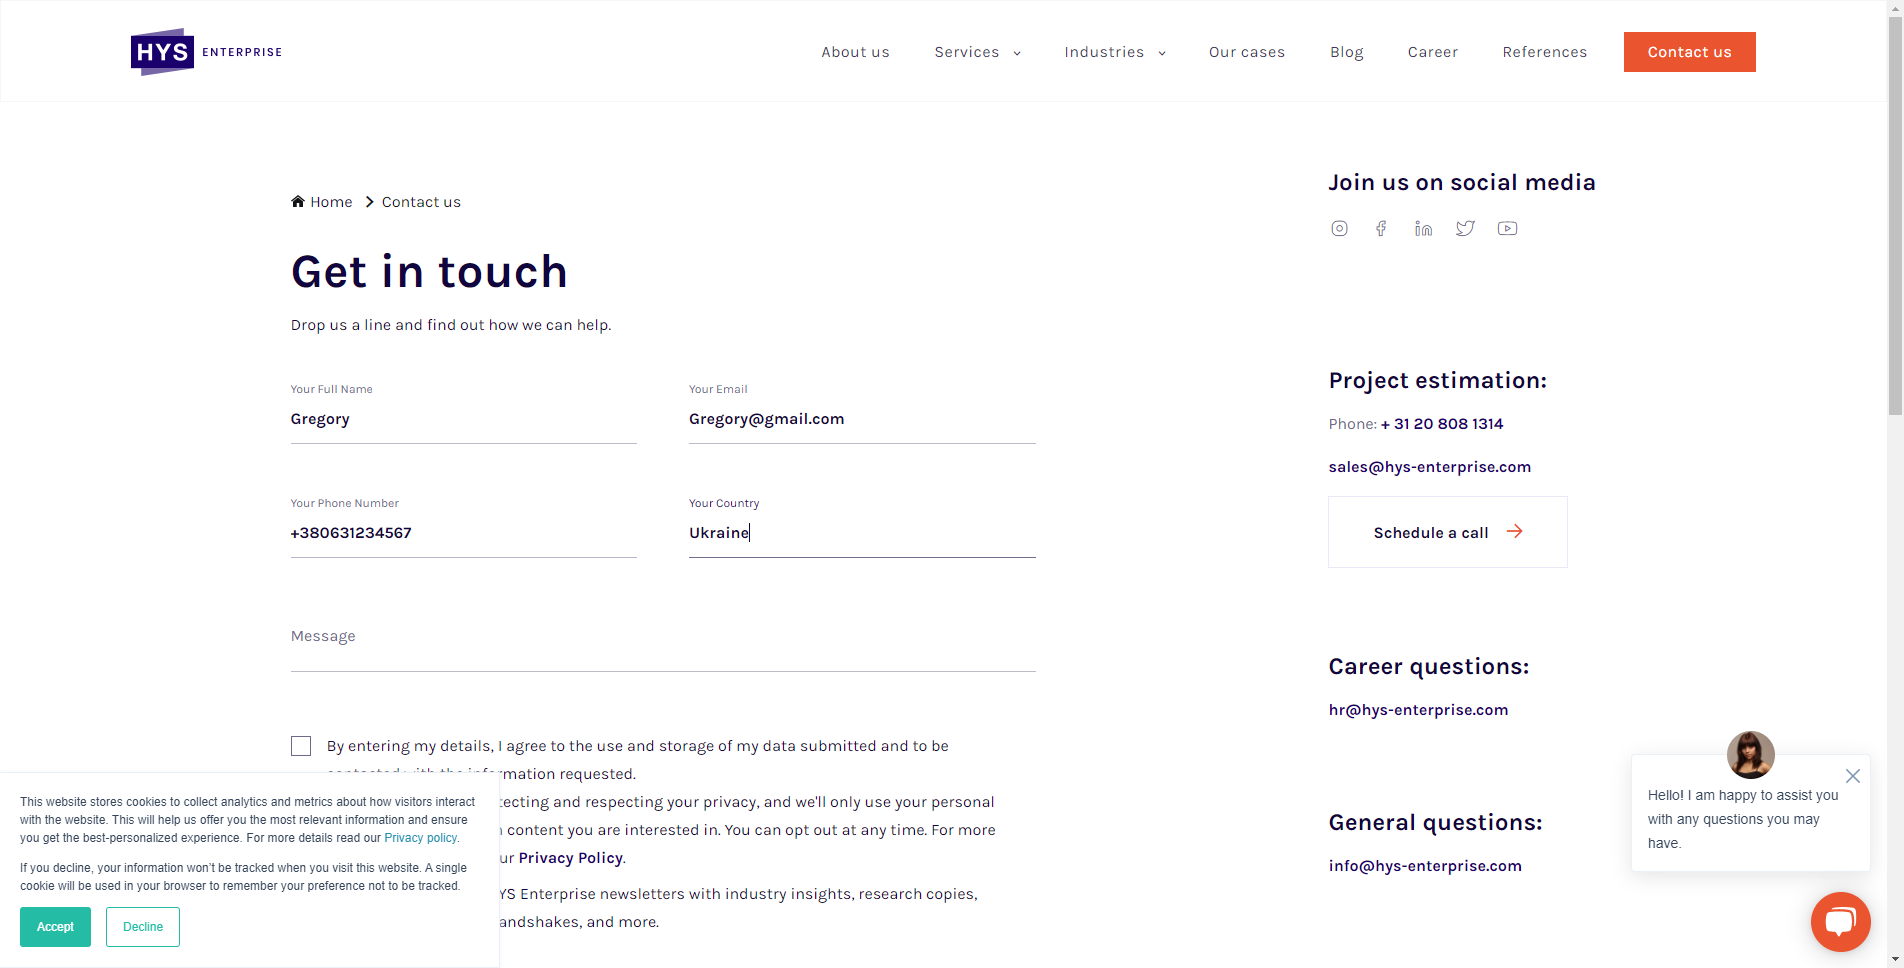 HYS ENTERPRISE
About us
Services
Industries
Our cases
Blog
Career
References
Contact us
Home
Contact us
Get in touch
Drop us a line and find out how we can help.
Your Full Name
Gregory
Your Email
Gregory@gmail.com
Your Phone Number
+380631234567
Your Country
Ukraine
Message
By entering my details, I agree to the use and storage of my data submitted and to be
mation requested.
tecting and respecting your privacy, and we'll only use your personal
content you are interested in. You can opt out at any time. For more
ur Privacy Policy.
YS Enterprise newsletters with industry insights, research copies,
andshakes, and more.
This website stores cookies to collect analytics and metrics about how visitors interact
with the website. This will help us offer you the most relevant information and ensure
you get the best-personalized experience. For more details read our Privacy policy.
If you decline, your information won't be tracked when you visit this website. A single
cookie will be used in your browser to remember your preference not to be tracked.
Accept
Decline
Join us on social media
Project estimation:
Phone: + 31 20 808 1314
sales@hys-enterprise.com
Schedule a call
Career questions:
hr@hys-enterprise.com
General questions:
info@hys-enterprise.com
Hello! I am happy to assist you
with any questions you may
have.